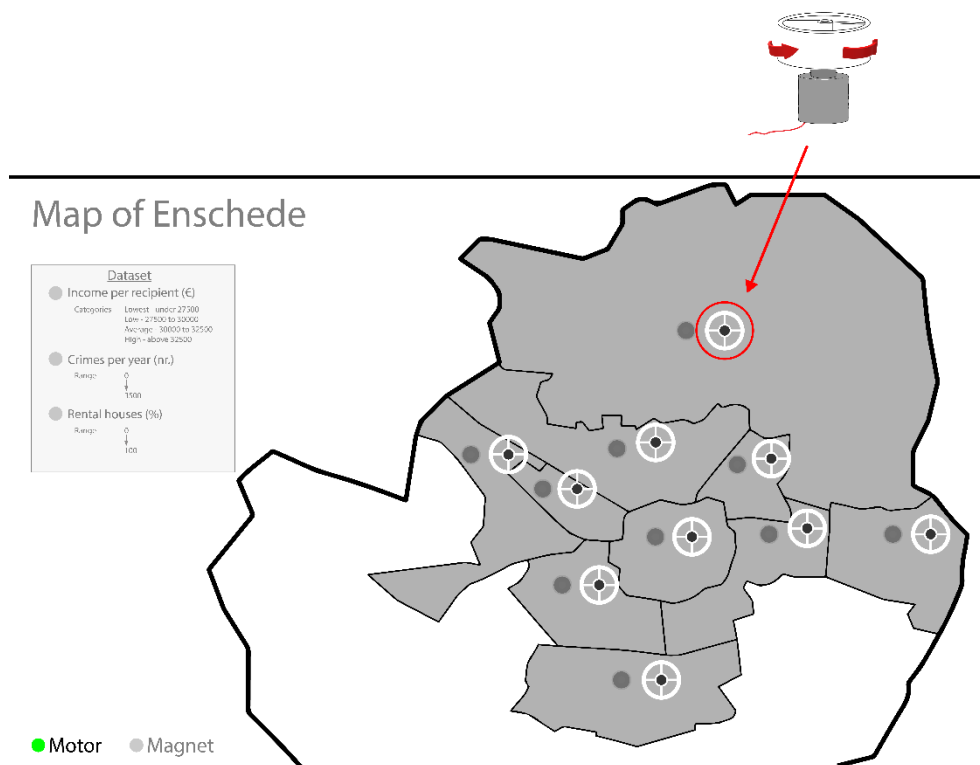 Map of Enschede
Dataset
Income per recipient (€)
Categories Lowest - under 27500
Low - 27500 to 30000
Average - 30000 to 32500
High - above 32500
Crimes per year (nr.)
Range 0
3500
Rental houses (%)
Range 0
100
Motor Magnet